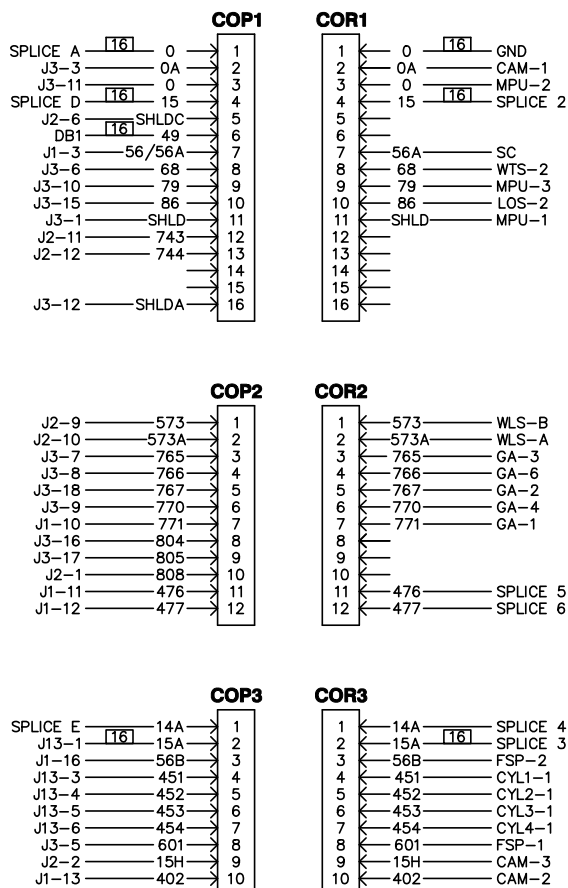 COP1 COR1
SPLICE A 16 0 1 1 0 16 GND
J3-3 0A 2 2 0A CAM-1
J3-11 0 3 3 0 MPU-2
SPLICE D 16 15 4 4 15 16 SPLICE 2
J2-6 SHLDC 5 5
DB1 16 49 6 6
J1-3 56/56A 7 7 56A SC
J3-6 68 8 8 68 WTS-2
J3-10 79 9 9 79 MPU-3
J3-15 86 10 10 86 LOS-2
J3-1 SHLD 11 11 SHLD MPU-1
J2-11 743 12 12
J2-12 744 13 13
14 14
15 15
J3-12 SHLDA 16 16
COP2 COR2
J2-9 573 1 1 573 WLS-B
J2-10 573A 2 2 573A WLS-A
J3-7 765 3 3 765 GA-3
J3-8 766 4 4 766 GA-6
J3-18 767 5 5 767 GA-2
J3-9 770 6 6 770 GA-4
J1-10 771 7 7 771 GA-1
J3-16 804 8 8
J3-17 805 9 9
J2-1 808 10 10
J1-11 476 11 11 476 SPLICE 5
J1-12 477 12 12 477 SPLICE 6
COP3 COR3
SPLICE E 14A 1 1 14A SPLICE 4
J13-1 16 15A 2 2 15A 16 SPLICE 3
J1-16 56B 3 3 56B FSP-2
J13-3 451 4 4 451 CYL1-1
J13-4 452 5 5 452 CYL2-1
J13-5 453 6 6 453 CYL3-1
J13-6 454 7 7 454 CYL4-1
J3-5 601 8 8 601 FSP-1
J2-2 15H 9 9 15H CAM-3
J1-13 402 10 10 402 CAM-2